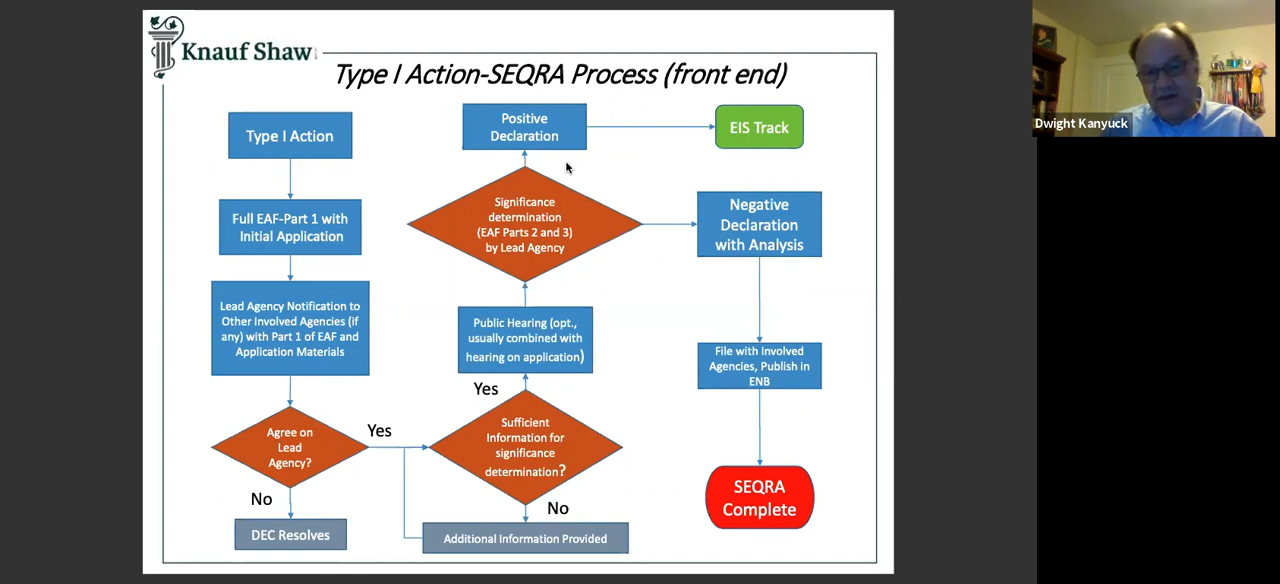 Knauf Shaw
Type I Action-SEQRA Process (front end)
Type I Action
Full EAF-Part 1 with
Initial Application
Lead Agency Notification to
Other Involved Agencies (if
any) with Part 1 of EAF and
Application Materials
Agree on
Lead
Agency?
Yes
No
DEC Resolves
Positive
Declaration
Significance
determination
(EAF Parts 2 and 3)
by Lead Agency
Public Hearing (opt.,
usually combined with
hearing on application)
Yes
Sufficient
Information for
significance
determination?
No
Additional Information Provided
EIS Track
Negative
Declaration
with Analysis
File with Involved
Agencies, Publish in
ENB
SEQRA
Complete
Dwight Kanyuck